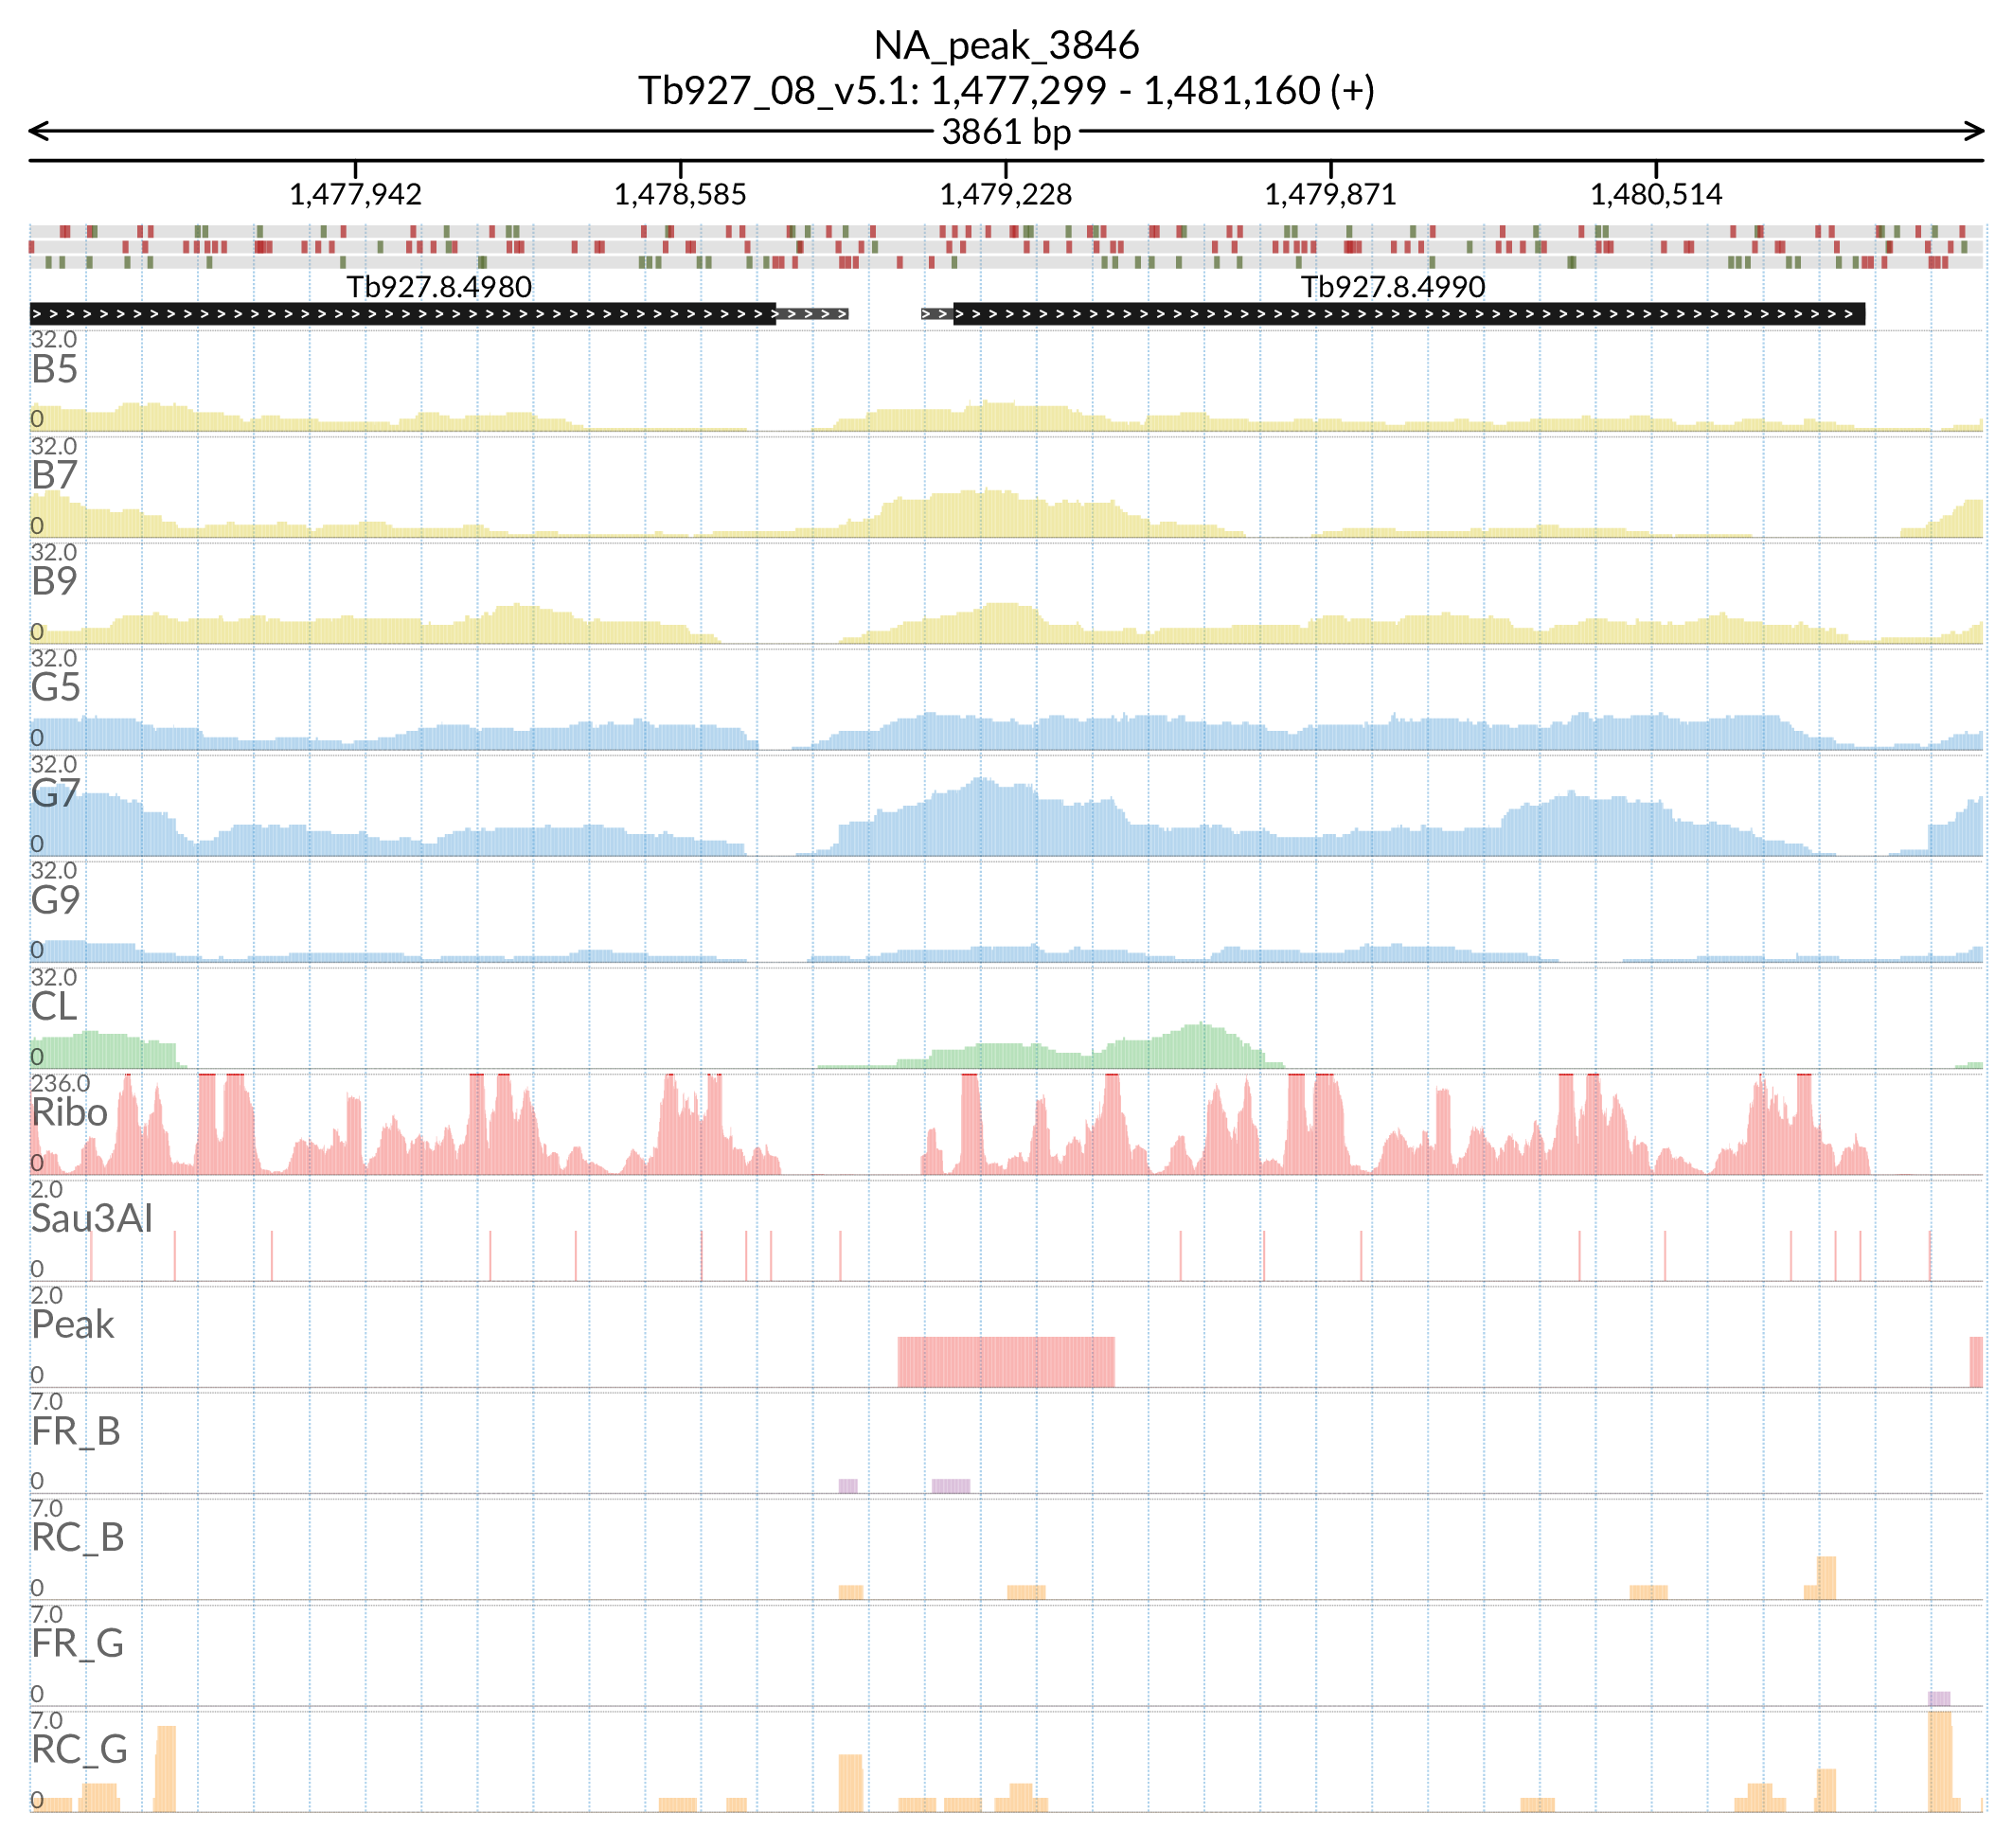 NA_peak_3846
Tb927_08_v5.1: 1,477,299 - 1,481,160 (+)
3861 bp
1,477,942 1,478,585 1,479,228 1,479,871 1,480,514
Tb927.8.4980 Tb927.8.4990
32.0
B5
0
32.0
B7
0
32.0
B9
0
32.0
G5
0
32.0
G7
0
32.0
G9
0
32.0
CL
0
236.0
Ribo
0
2.0
Sau3AI
0
2.0
Peak
0
7.0
FR_B
0
7.0
RC_B
0
7.0
FR_G
0
7.0
RC_G
0